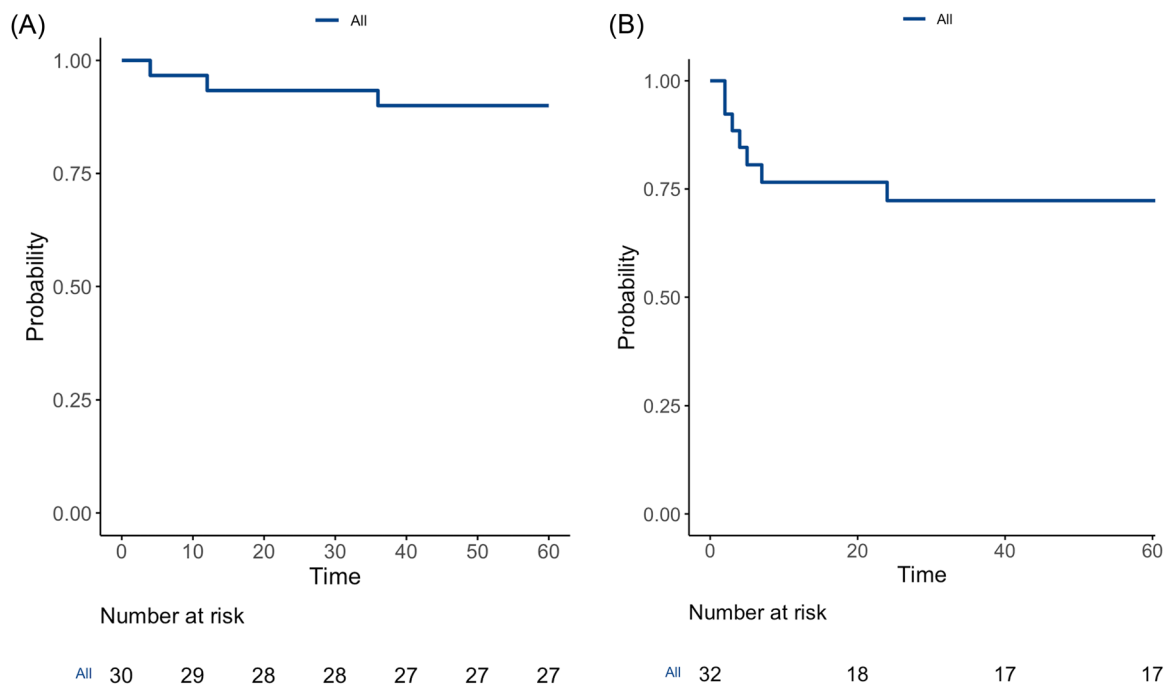 (A)
All
1.00
0.75
0.50
0.25
0.00
Probability
0 10 20 30 40 50 60
Time
Number at risk
All 30 29 28 28 27 27 27
(B)
All
1.00
0.75
0.50
0.25
0.00
Probability
0 20 40 60
Time
Number at risk
All 32 18 17 17